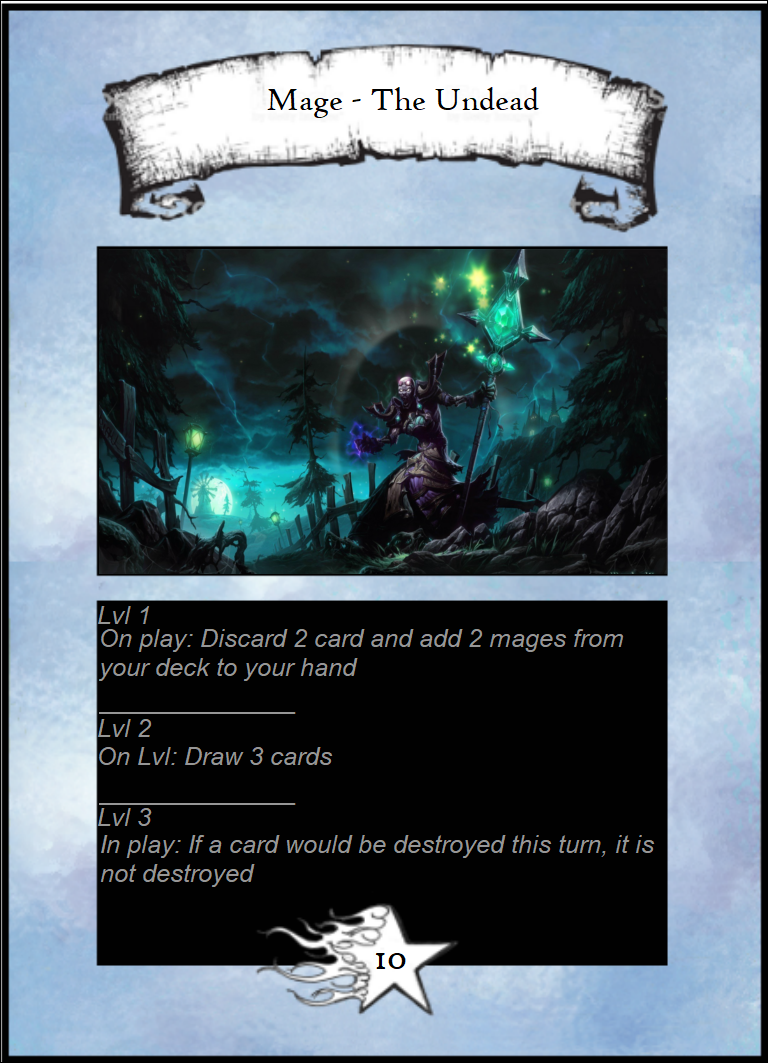 Mage - The Undead
Lvl 1
On play: Discard 2 card and add 2 mages from
your deck to your hand
Lvl 2
On Lvl: Draw 3 cards
Lvl 3
In play: If a card would be destroyed this turn, it is
not destroyed
10